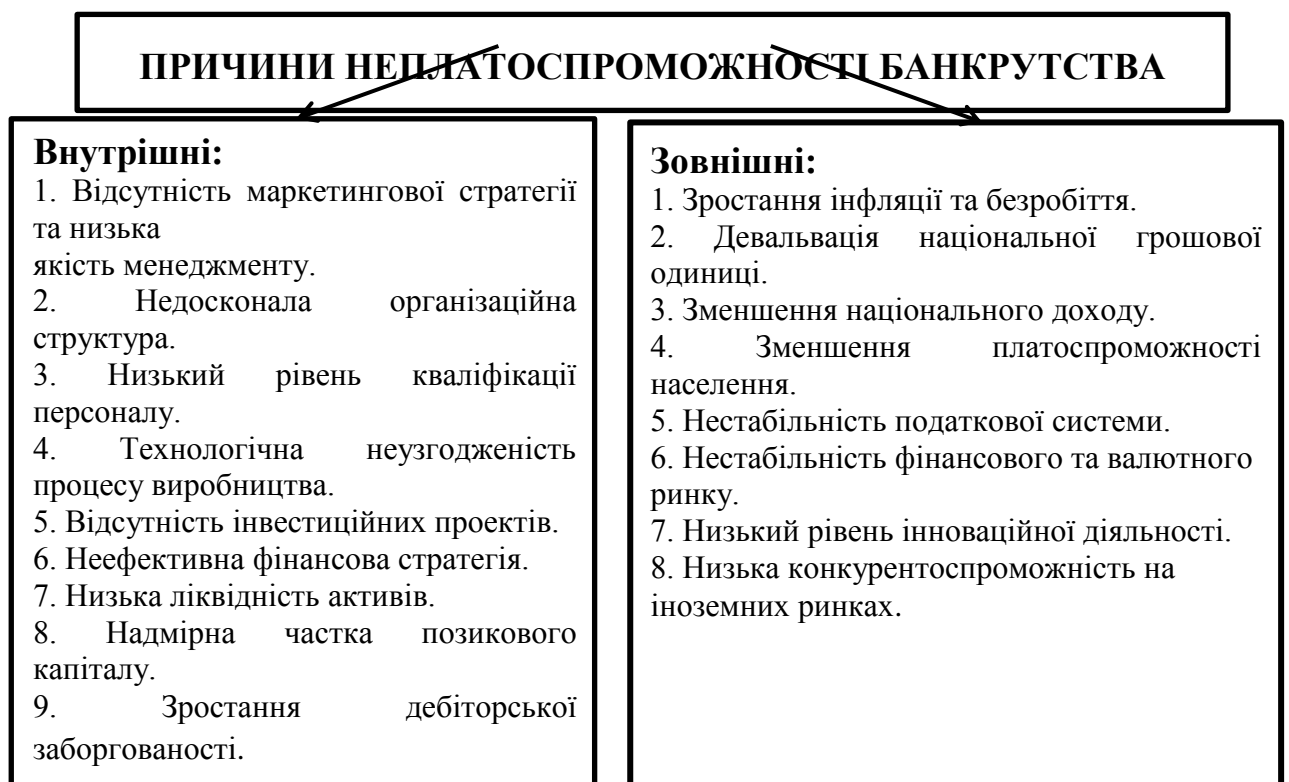 ПРИЧИНИ НЕПЛАТОСПРОМОЖНОСТІ БАНКРУТСТВА
Внутрішні:
1. Відсутність маркетингової стратегії
та низька
якість менеджменту.
2. Недосконала організаційна
структура.
3. Низький рівень кваліфікації
персоналу.
4. Технологічна неузгодженість
процесу виробництва.
5. Відсутність інвестиційних проектів.
6. Неефективна фінансова стратегія.
7. Низька ліквідність активів.
8. Надмірна частка позикового
капіталу.
9. Зростання дебіторської
заборгованості.
Зовнішні:
1. Зростання інфляції та безробіття.
2. Девальвація національної грошової
одиниці.
3. Зменшення національного доходу.
4. Зменшення платоспроможності
населення.
5. Нестабільність податкової системи.
6. Нестабільність фінансового та валютного
ринку.
7. Низький рівень інноваційної діяльності.
8. Низька конкурентоспроможність на
іноземних ринках.